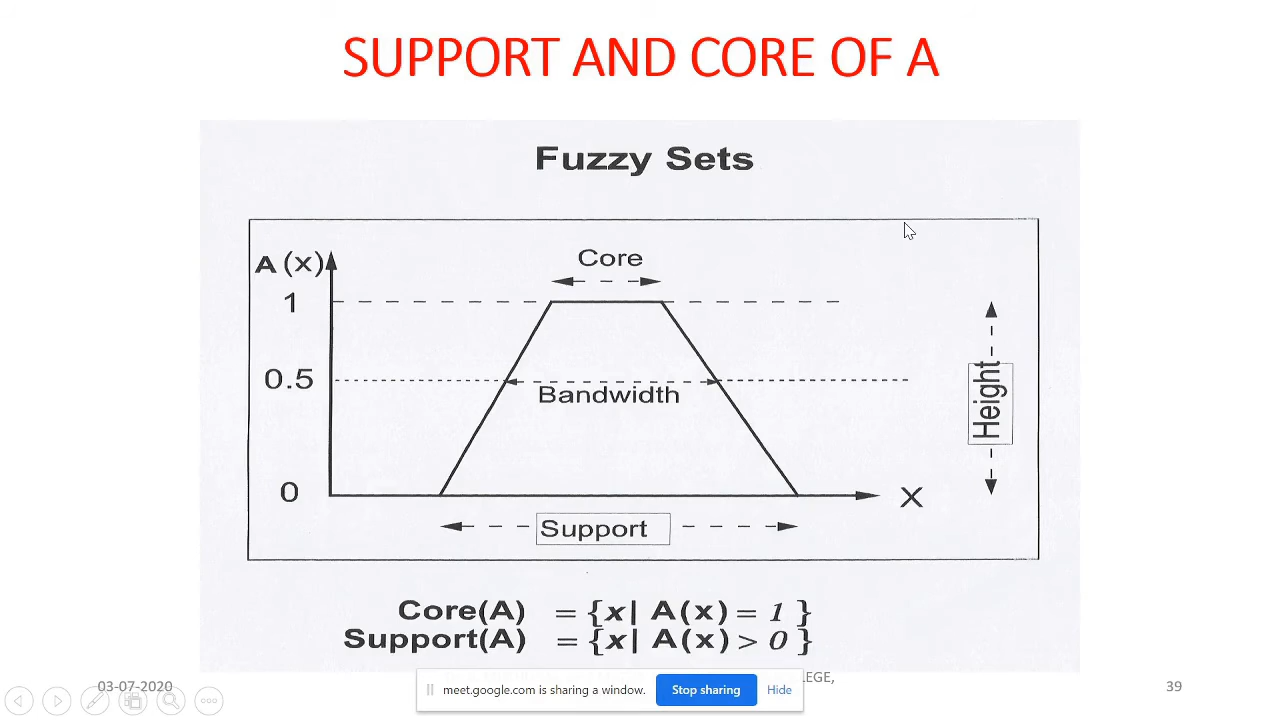 SUPPORT AND CORE OF A
Fuzzy Sets
A (x)
Core
1
0.5
Bandwidth
Height
0
X
Support
Core(A) = {x| A(x) = 1 }
Support(A) = {x| A(x) > 0 }
03-07-2020
LEGE,
39
meet.google.com is sharing a window.
Stop sharing
Hide